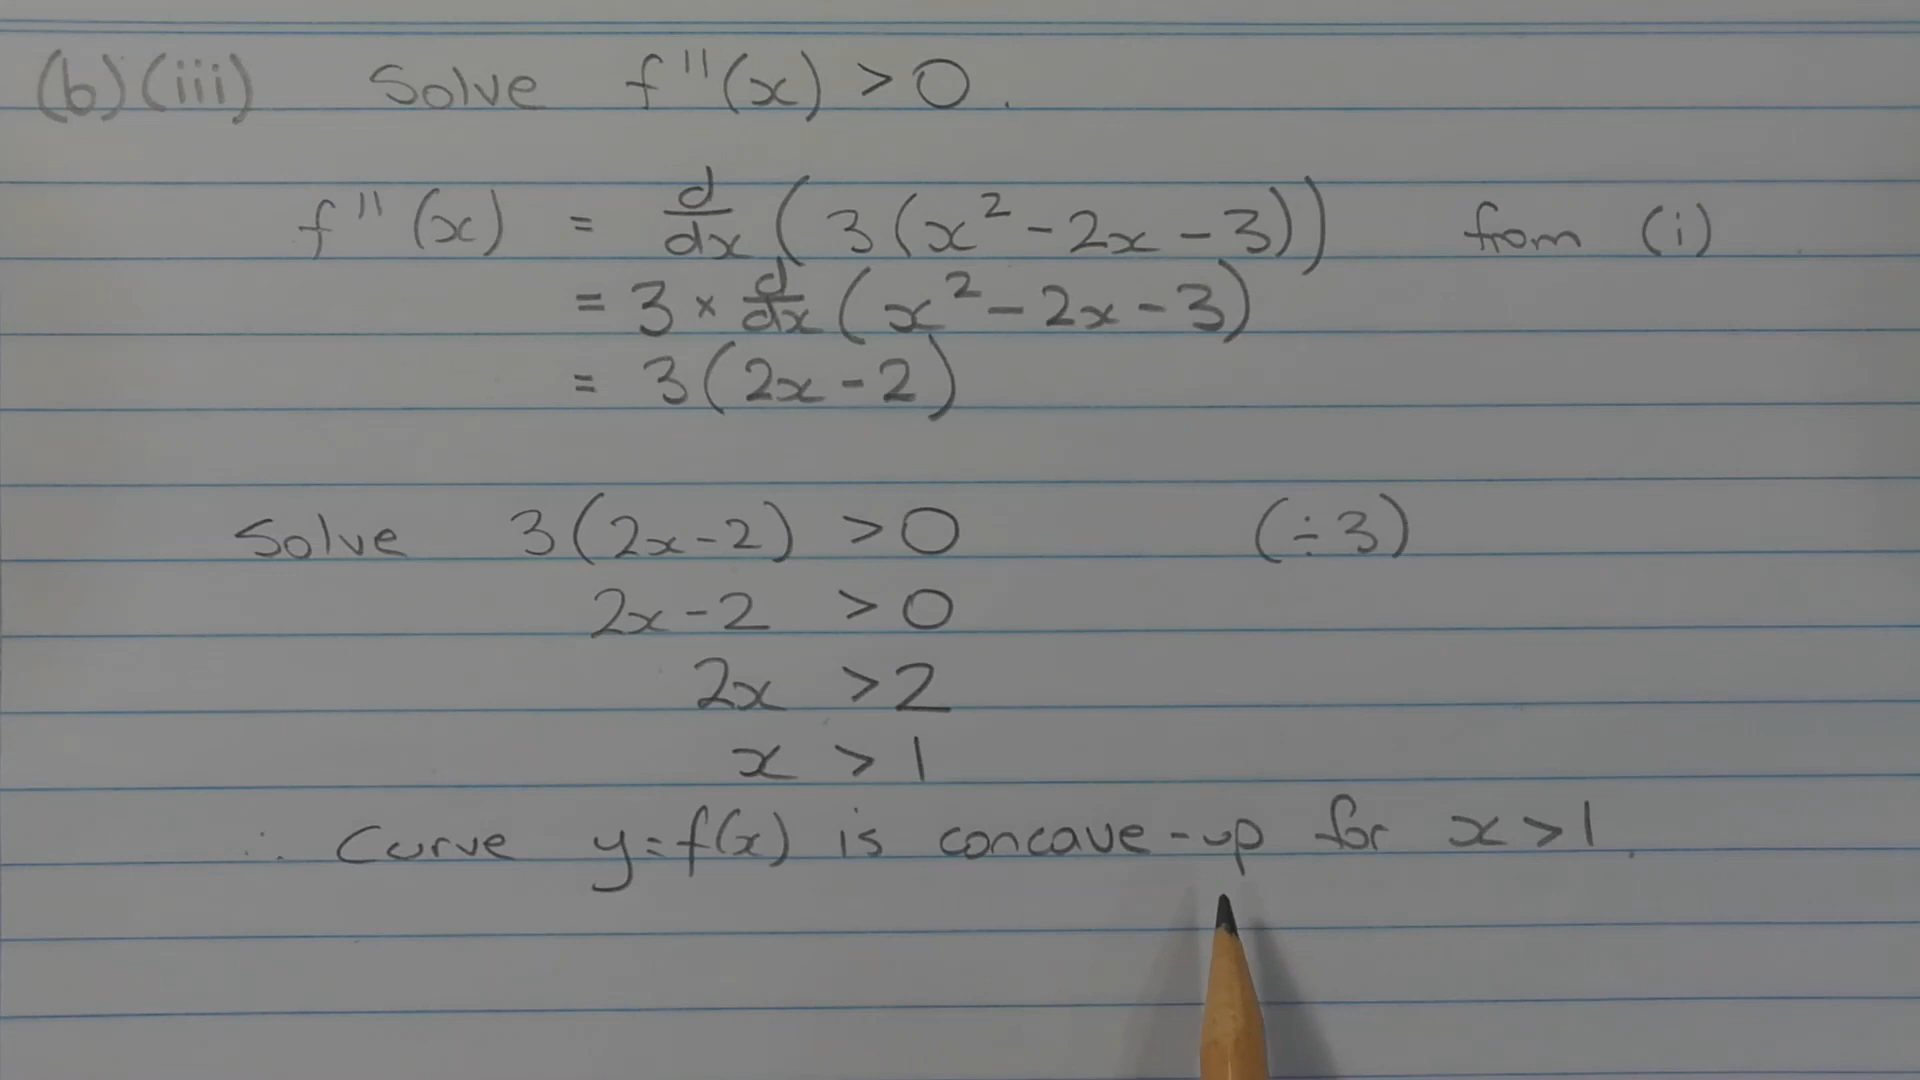 (b)(iii) Solve f''(x) > 0.
f''(x) = d/dx (3(x² - 2x - 3)) from (i)
= 3 × d/dx (x² - 2x - 3)
= 3(2x - 2)
Solve 3(2x-2) > 0 (÷3)
2x - 2 > 0
2x > 2
x > 1
∴ Curve y=f(x) is concave-up for x>1.